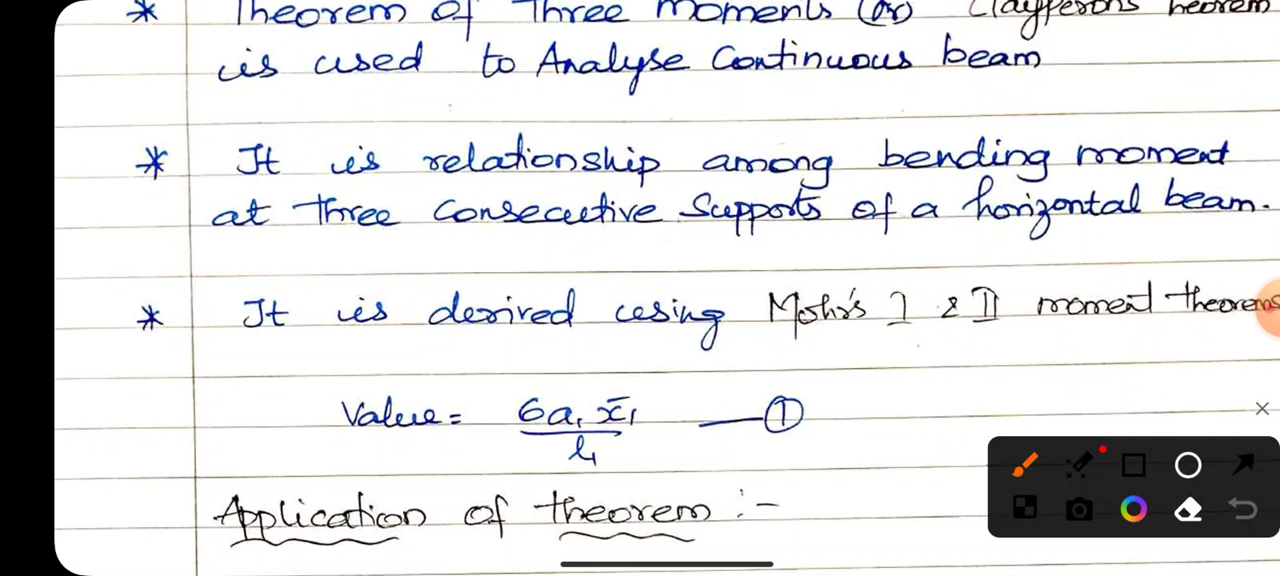 * Theorem of Three Moments (or) Clayperons heorem
is used to Analyse Continuous beam
* It is relationship among bending moment
at three consecutive Supports of a horizontal beam.
* It is derived using Mohr's I & II moment theorems
Value = 6a₁x̄₁ / l₁ — ①
Application of theorem :-